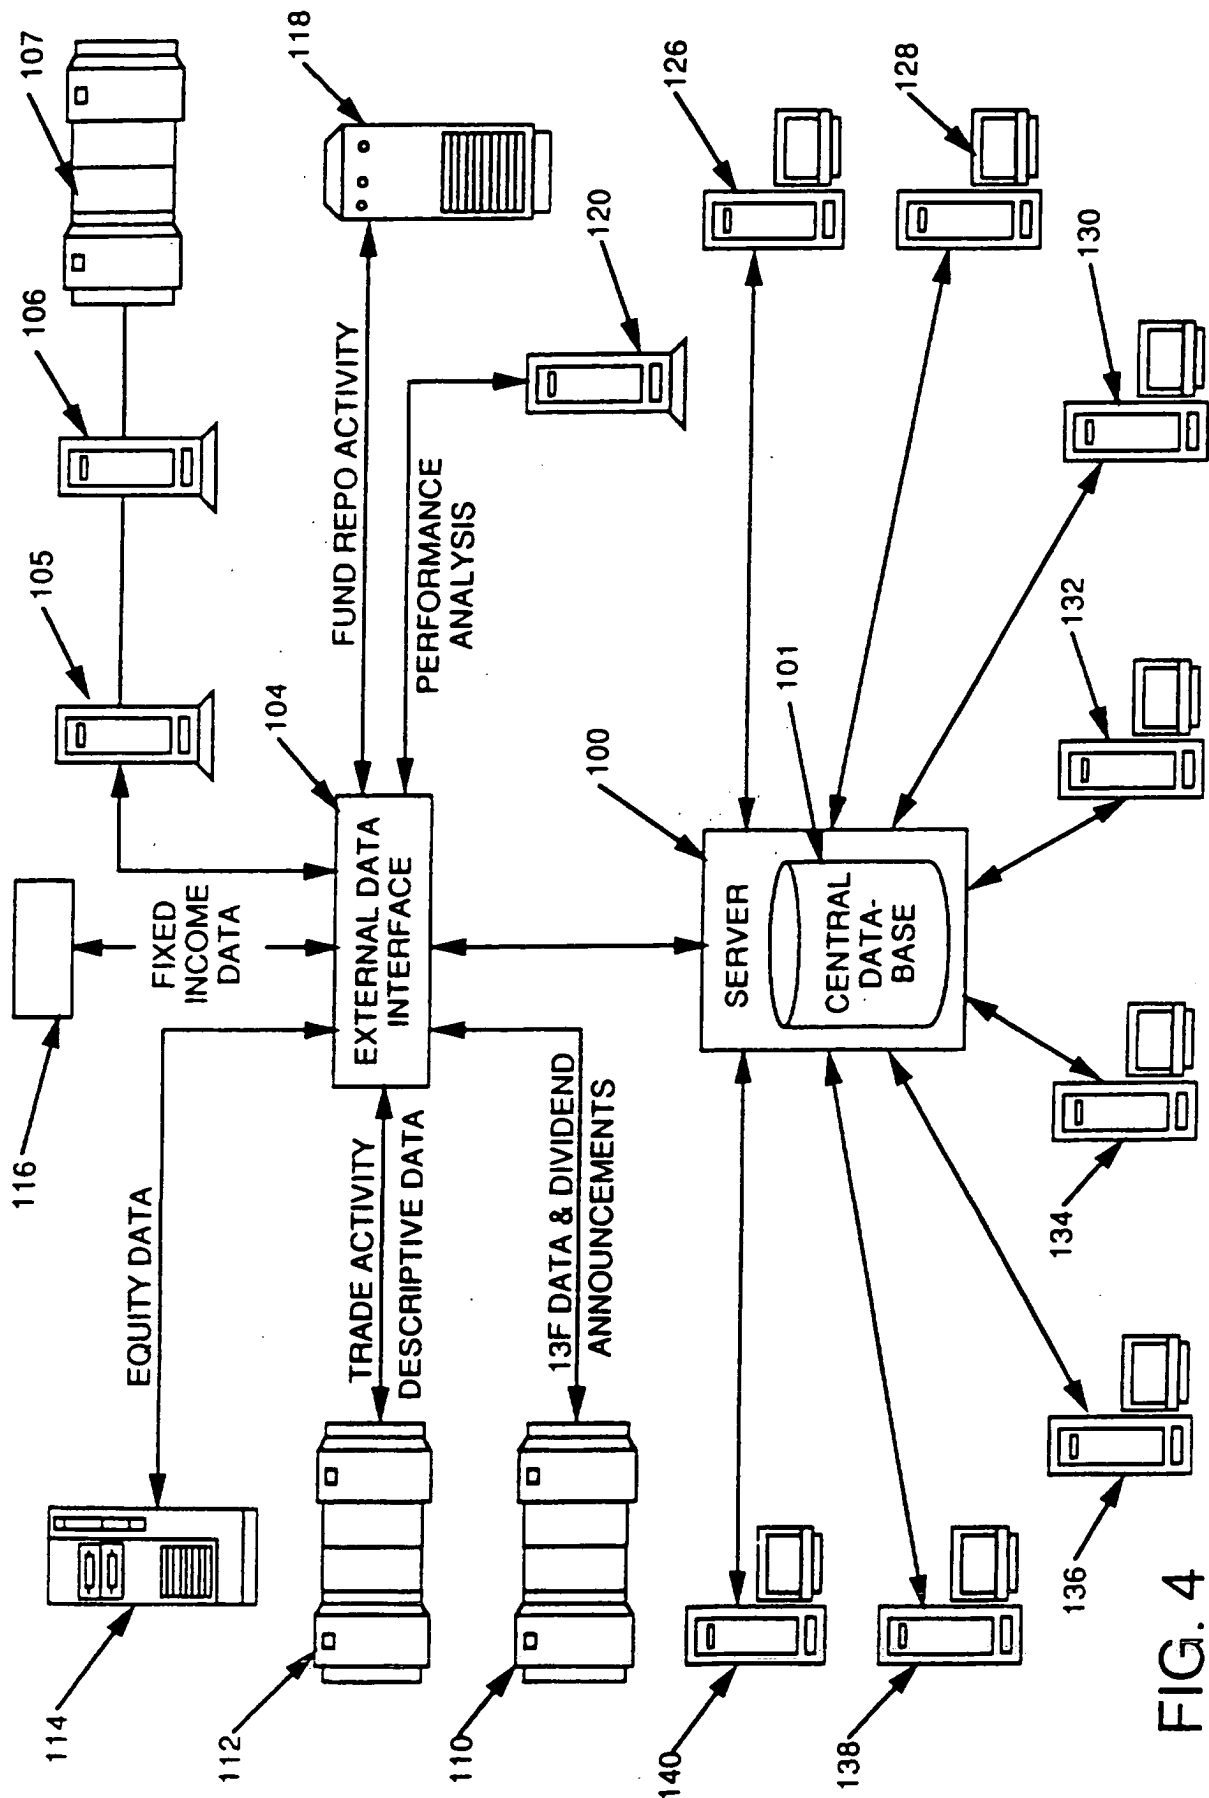 116
105
106
107
114
EQUITY DATA
FIXED
INCOME
DATA
104
118
112
TRADE ACTIVITY
DESCRIPTIVE DATA
EXTERNAL DATA
INTERFACE
FUND REPO ACTIVITY
PERFORMANCE
ANALYSIS
120
110
13F DATA & DIVIDEND
ANNOUNCEMENTS
100
101
SERVER
CENTRAL
DATA-
BASE
126
128
130
132
134
136
138
140
FIG. 4